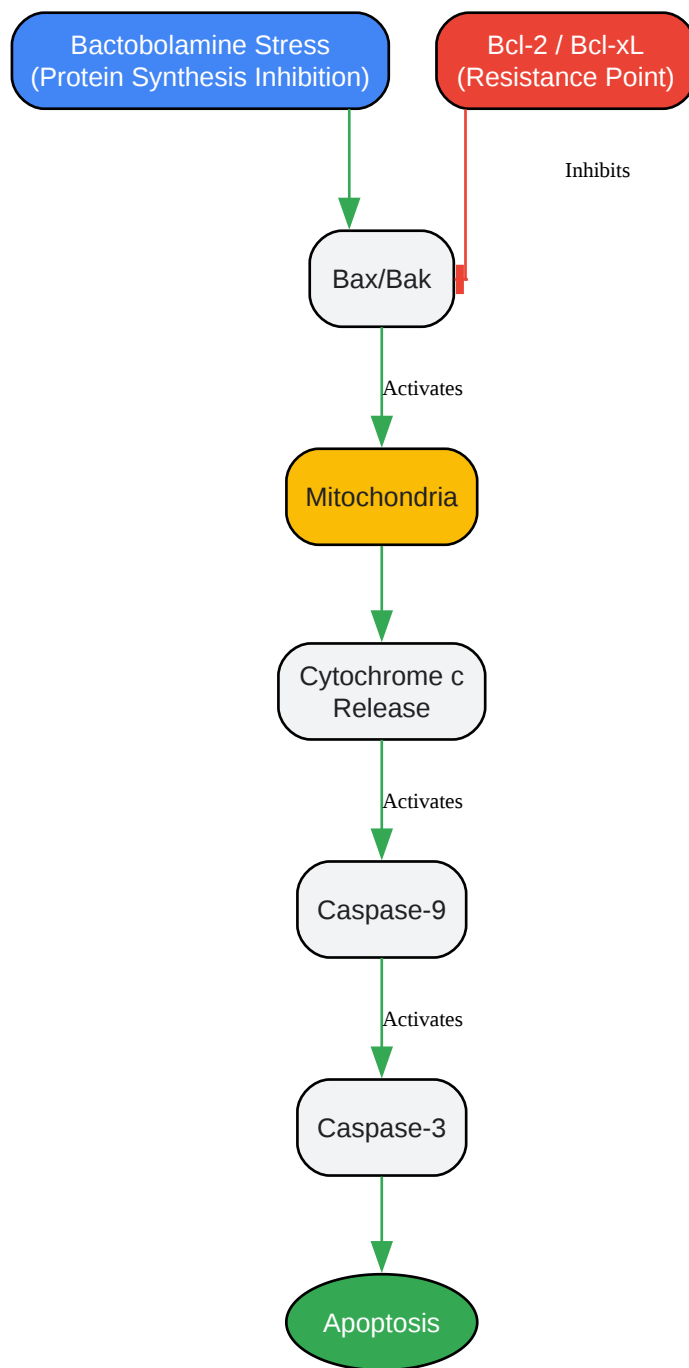 Bactobolamine Stress
(Protein Synthesis Inhibition)
Bcl-2 / Bcl-xL
(Resistance Point)
Inhibits
Bax/Bak
Activates
Mitochondria
Cytochrome c
Release
Activates
Caspase-9
Activates
Caspase-3
Apoptosis